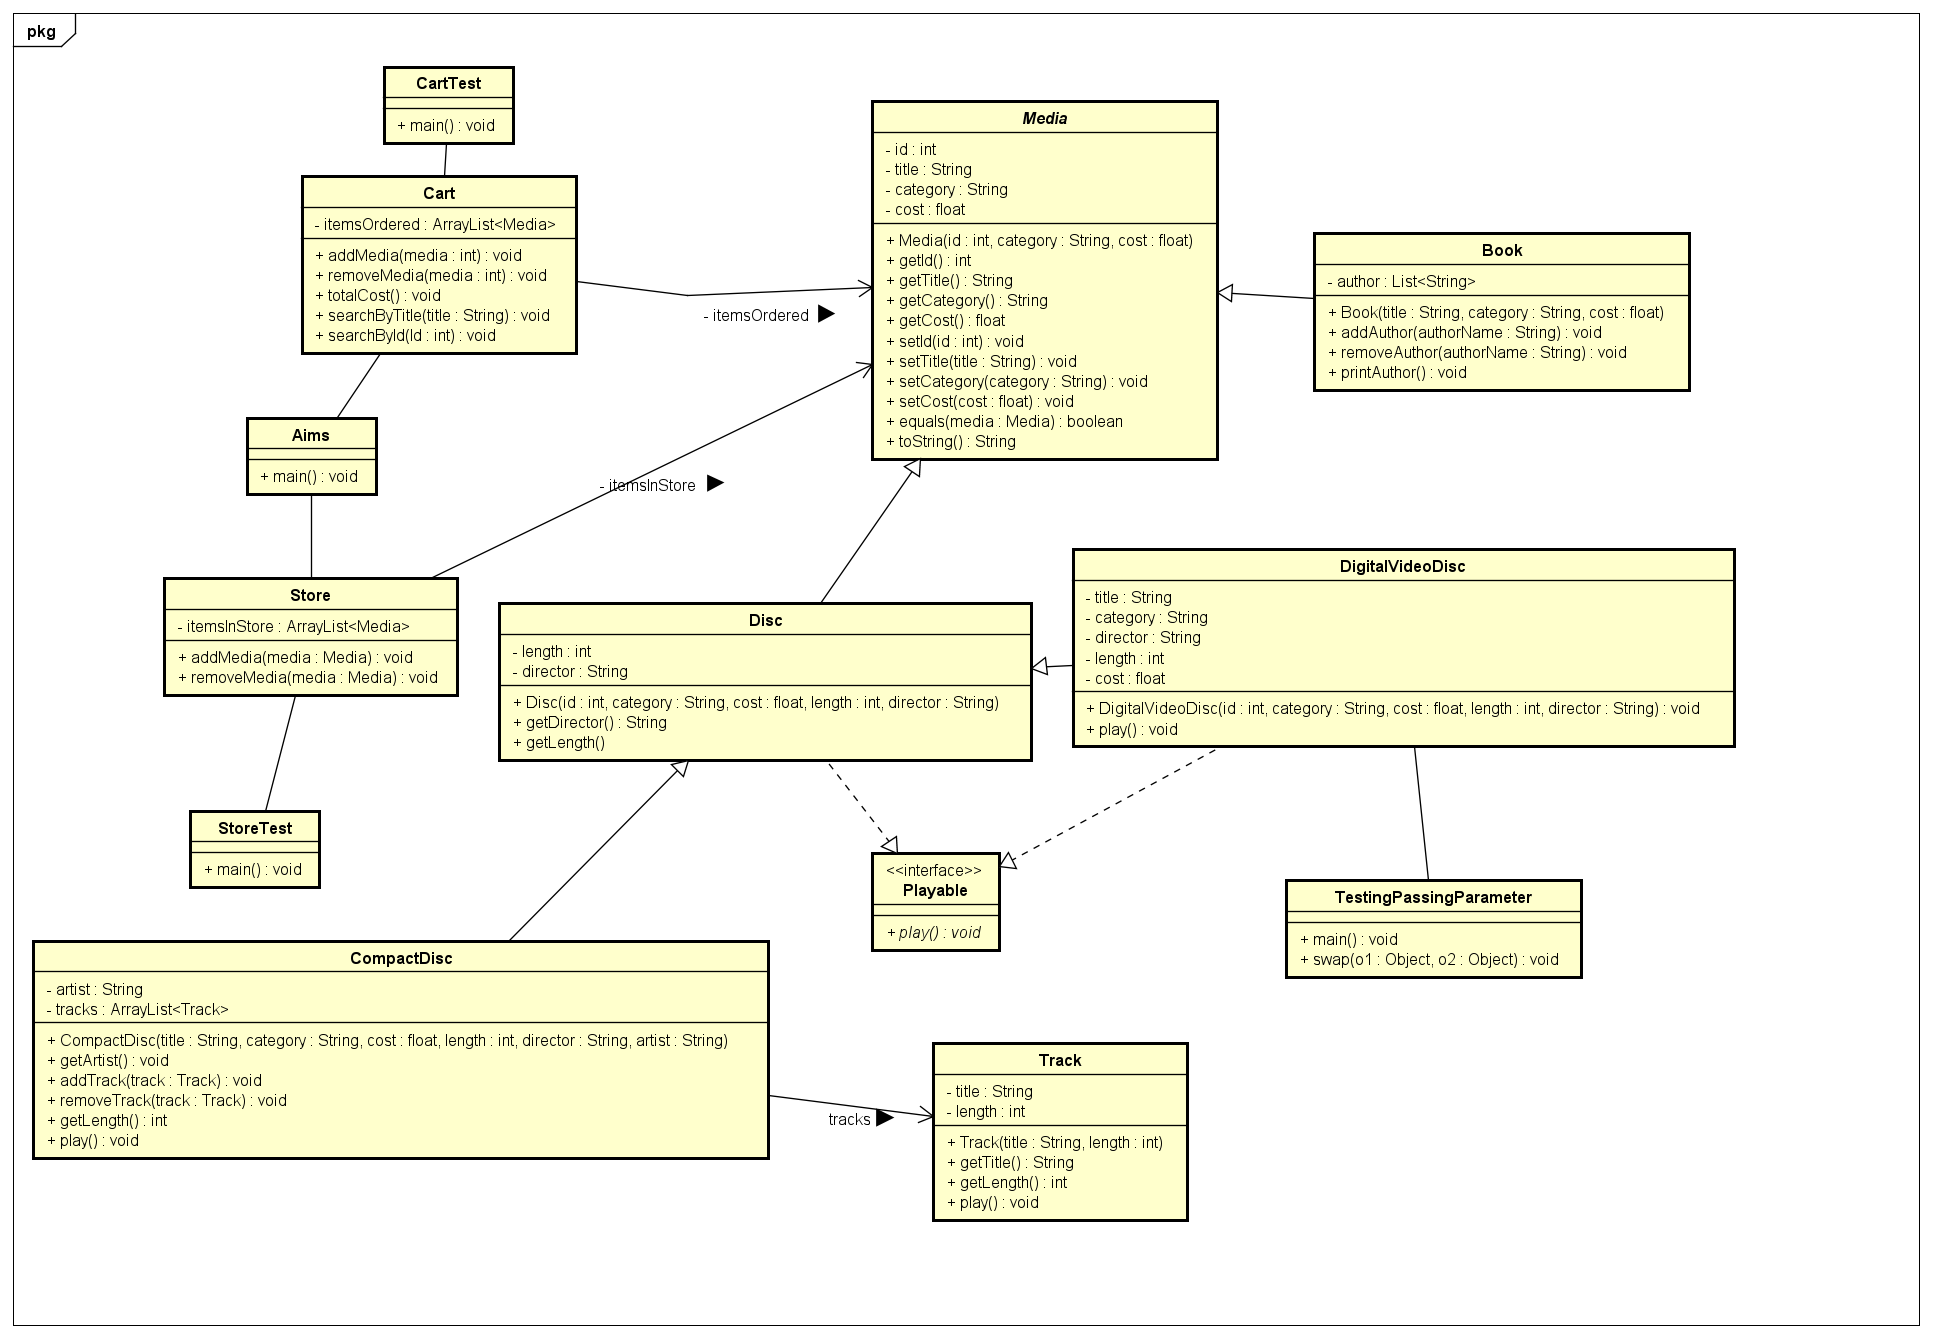 pkg
CartTest
+ main() : void
Cart
- itemsOrdered : ArrayList<Media>
+ addMedia(media : int) : void
+ removeMedia(media : int) : void
+ totalCost() : void
+ searchByTitle(title : String) : void
+ searchById(Id : int) : void
Media
- id : int
- title : String
- category : String
- cost : float
+ Media(id : int, category : String, cost : float)
+ getId() : int
+ getTitle() : String
+ getCategory() : String
+ getCost() : float
+ setId(id : int) : void
+ setTitle(title : String) : void
+ setCategory(category : String) : void
+ setCost(cost : float) : void
+ equals(media : Media) : boolean
+ toString() : String
Book
- author : List<String>
+ Book(title : String, category : String, cost : float)
+ addAuthor(authorName : String) : void
+ removeAuthor(authorName : String) : void
+ printAuthor() : void
- itemsOrdered
Aims
+ main() : void
- itemsInStore
Store
- itemsInStore : ArrayList<Media>
+ addMedia(media : Media) : void
+ removeMedia(media : Media) : void
Disc
- length : int
- director : String
+ Disc(id : int, category : String, cost : float, length : int, director : String)
+ getDirector() : String
+ getLength()
DigitalVideoDisc
- title : String
- category : String
- director : String
- length : int
- cost : float
+ DigitalVideoDisc(id : int, category : String, cost : float, length : int, director : String) : void
+ play() : void
StoreTest
+ main() : void
<<interface>>
Playable
+ play() : void
TestingPassingParameter
+ main() : void
+ swap(o1 : Object, o2 : Object) : void
CompactDisc
- artist : String
- tracks : ArrayList<Track>
+ CompactDisc(title : String, category : String, cost : float, length : int, director : String, artist : String)
+ getArtist() : void
+ addTrack(track : Track) : void
+ removeTrack(track : Track) : void
+ getLength() : int
+ play() : void
tracks
Track
- title : String
- length : int
+ Track(title : String, length : int)
+ getTitle() : String
+ getLength() : int
+ play() : void